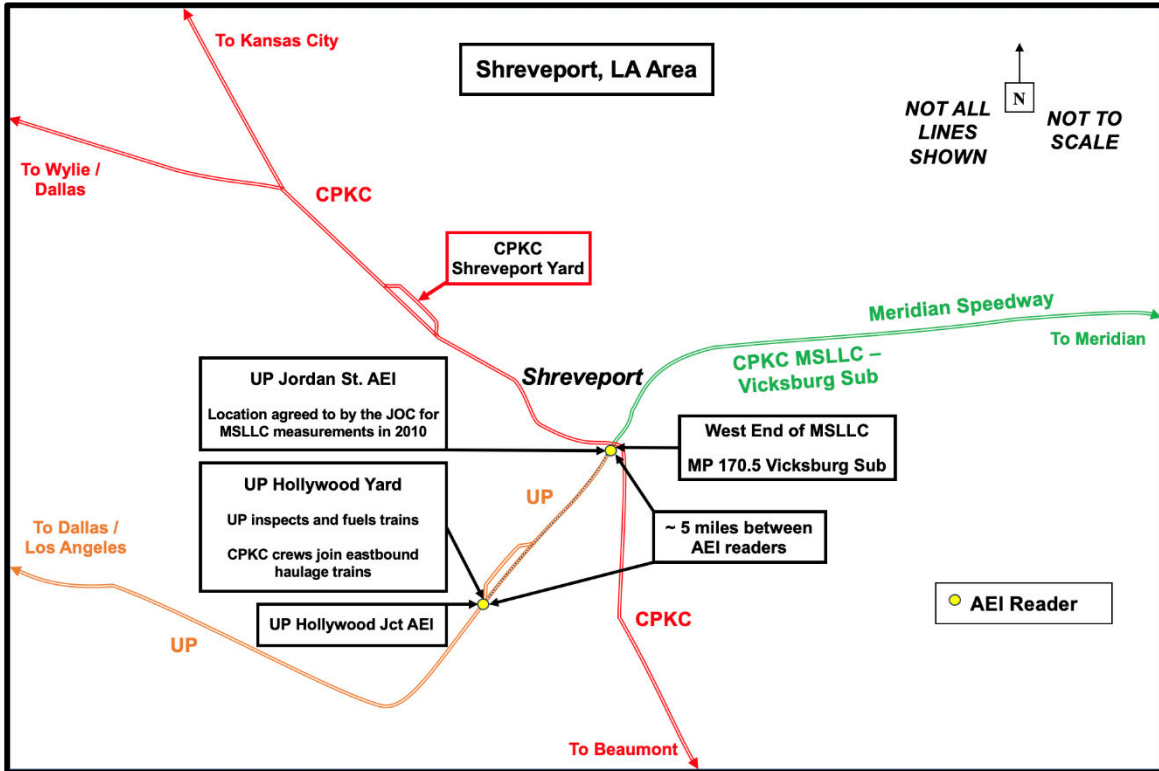 To Kansas City
Shreveport, LA Area
N
NOT ALL
LINES
SHOWN
NOT TO
SCALE
To Wylie /
Dallas
CPKC
CPKC
Shreveport Yard
Meridian Speedway
To Meridian
CPKC MSLLC –
Vicksburg Sub
Shreveport
UP Jordan St. AEI
Location agreed to by the JOC for
MSLLC measurements in 2010
West End of MSLLC
MP 170.5 Vicksburg Sub
UP
UP Hollywood Yard
UP inspects and fuels trains
CPKC crews join eastbound
haulage trains
To Dallas /
Los Angeles
~ 5 miles between
AEI readers
UP Hollywood Jct AEI
AEI Reader
UP
CPKC
To Beaumont